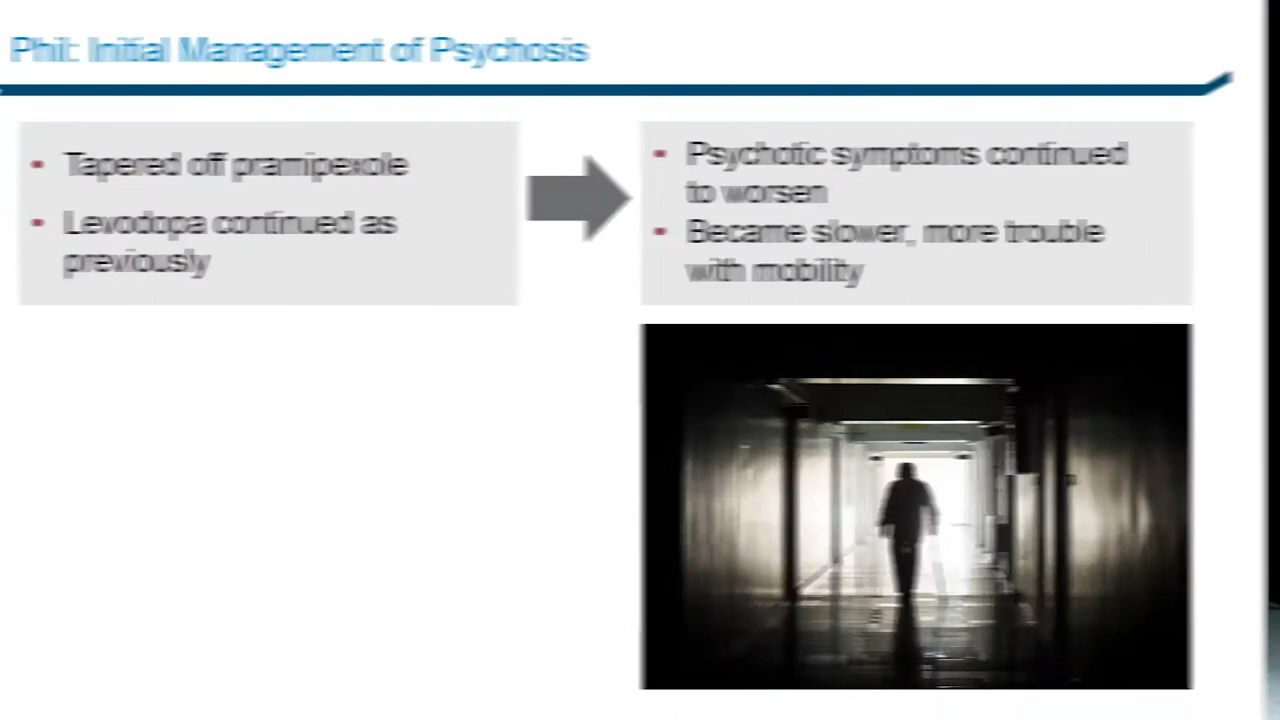 Phil: Initial Management of Psychosis
• Tapered off pramipexole
• Levodopa continued as
previously
• Psychotic symptoms continued
to worsen
• Became slower, more trouble
with mobility